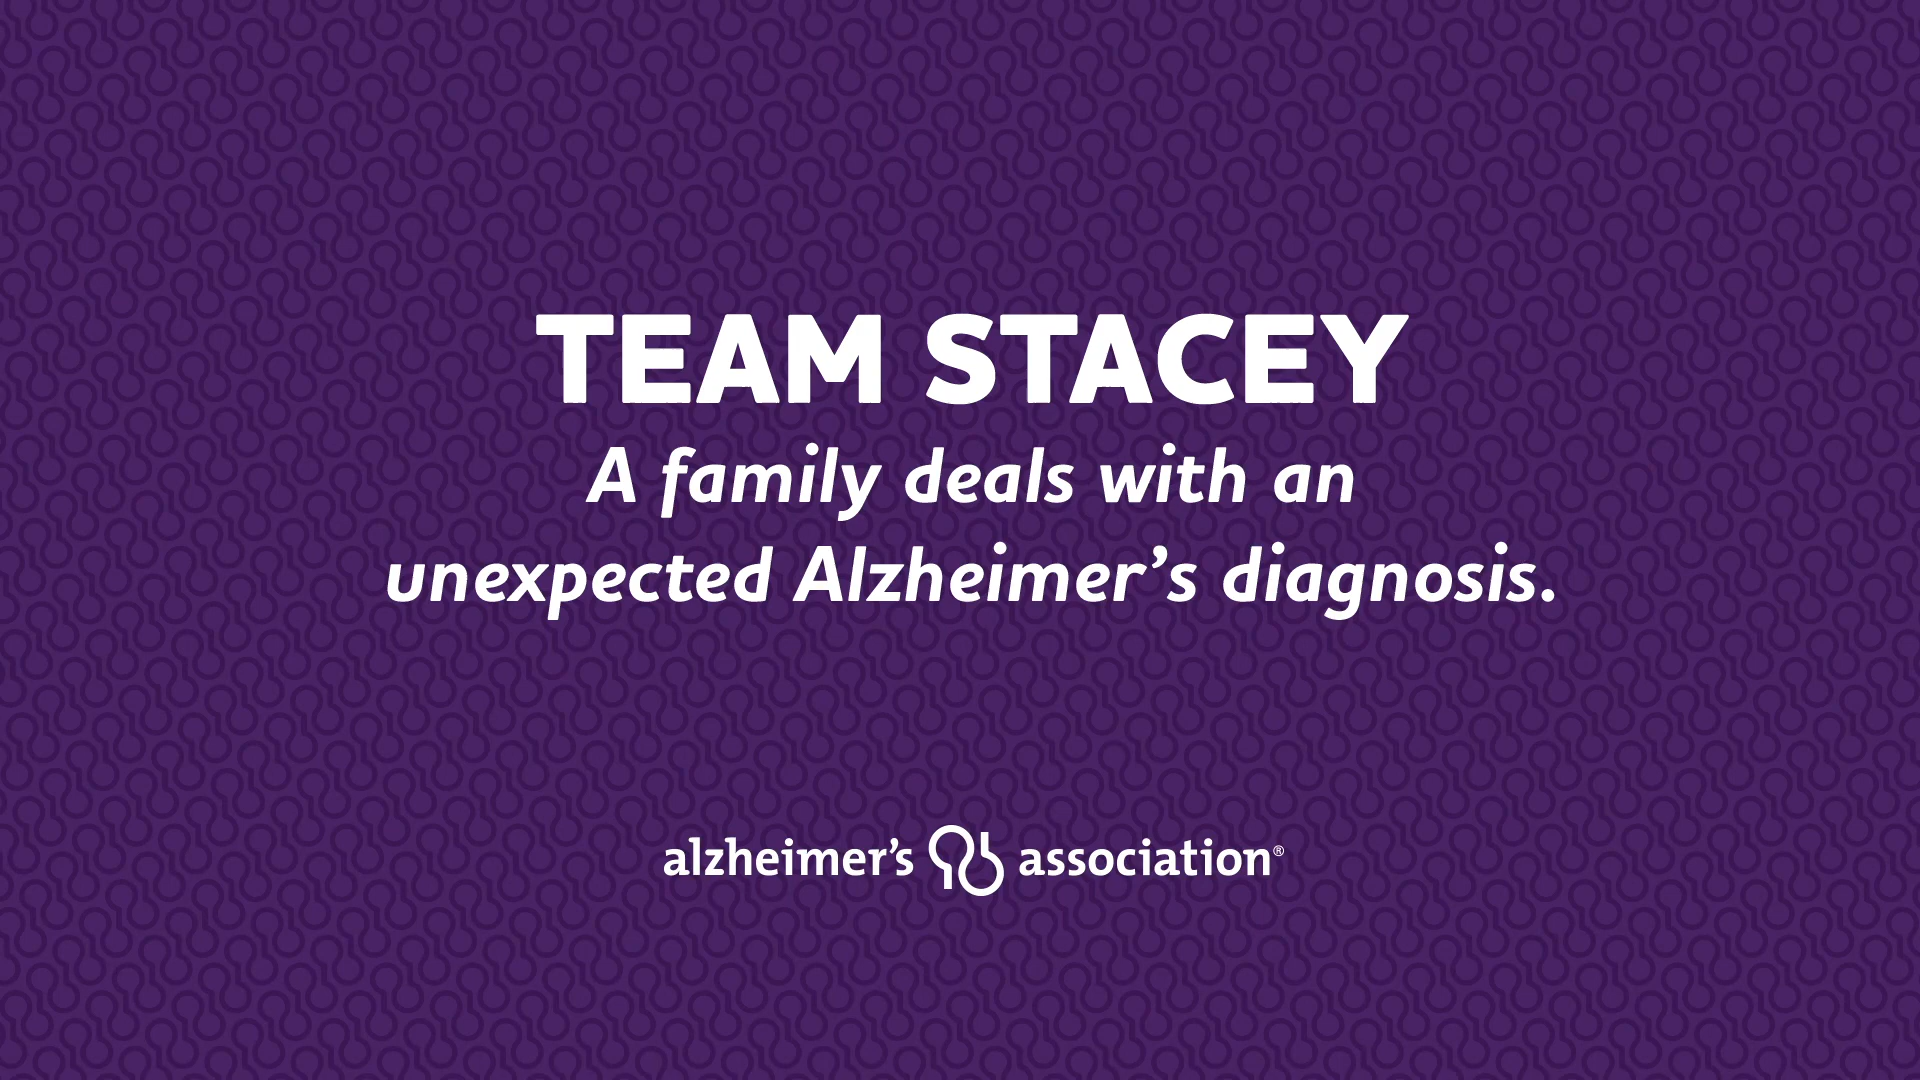 TEAM STACEY
A family deals with an
unexpected Alzheimer’s diagnosis.
alzheimer’s association®